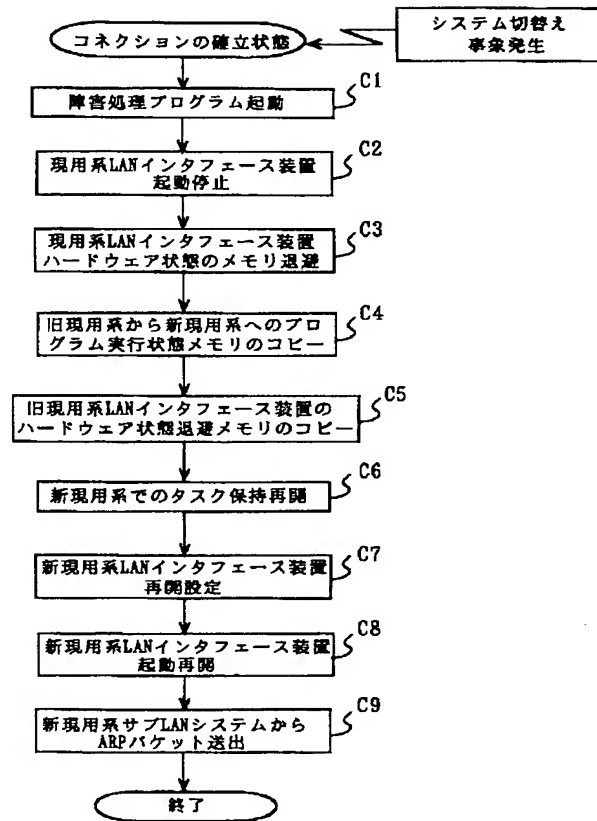 コネクションの確立状態
システム切替え
事象発生
C1
障害処理プログラム起動
C2
現用系LANインタフェース装置
起動停止
C3
現用系LANインタフェース装置
ハードウェア状態のメモリ退避
C4
旧現用系から新現用系へのプロ
グラム実行状態メモリのコピー
C5
旧現用系LANインタフェース装置の
ハードウェア状態退避メモリのコピー
C6
新現用系でのタスク保持再開
C7
新現用系LANインタフェース装置
再開設定
C8
新現用系LANインタフェース装置
起動再開
C9
新現用系サブLANシステムから
ARPパケット送出
終了